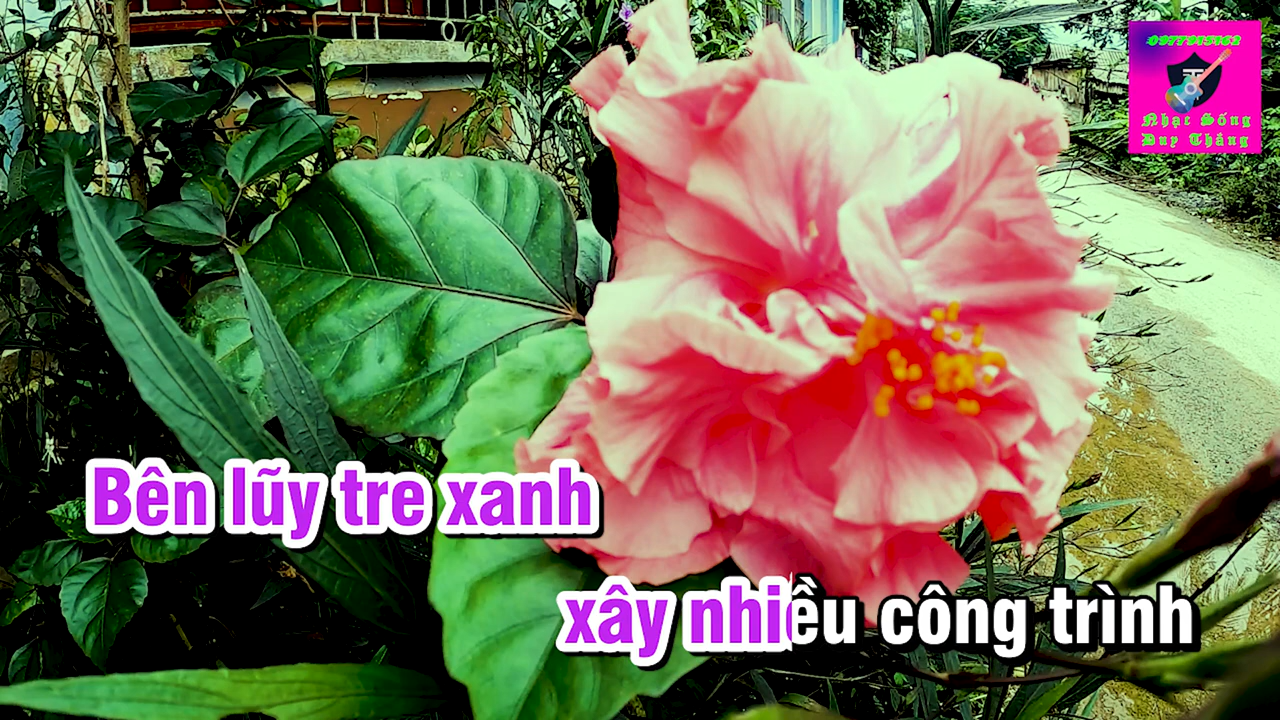 Nhạc Sống
Duy Thắng
Bên lũy tre xanh
xây nhiều công trình